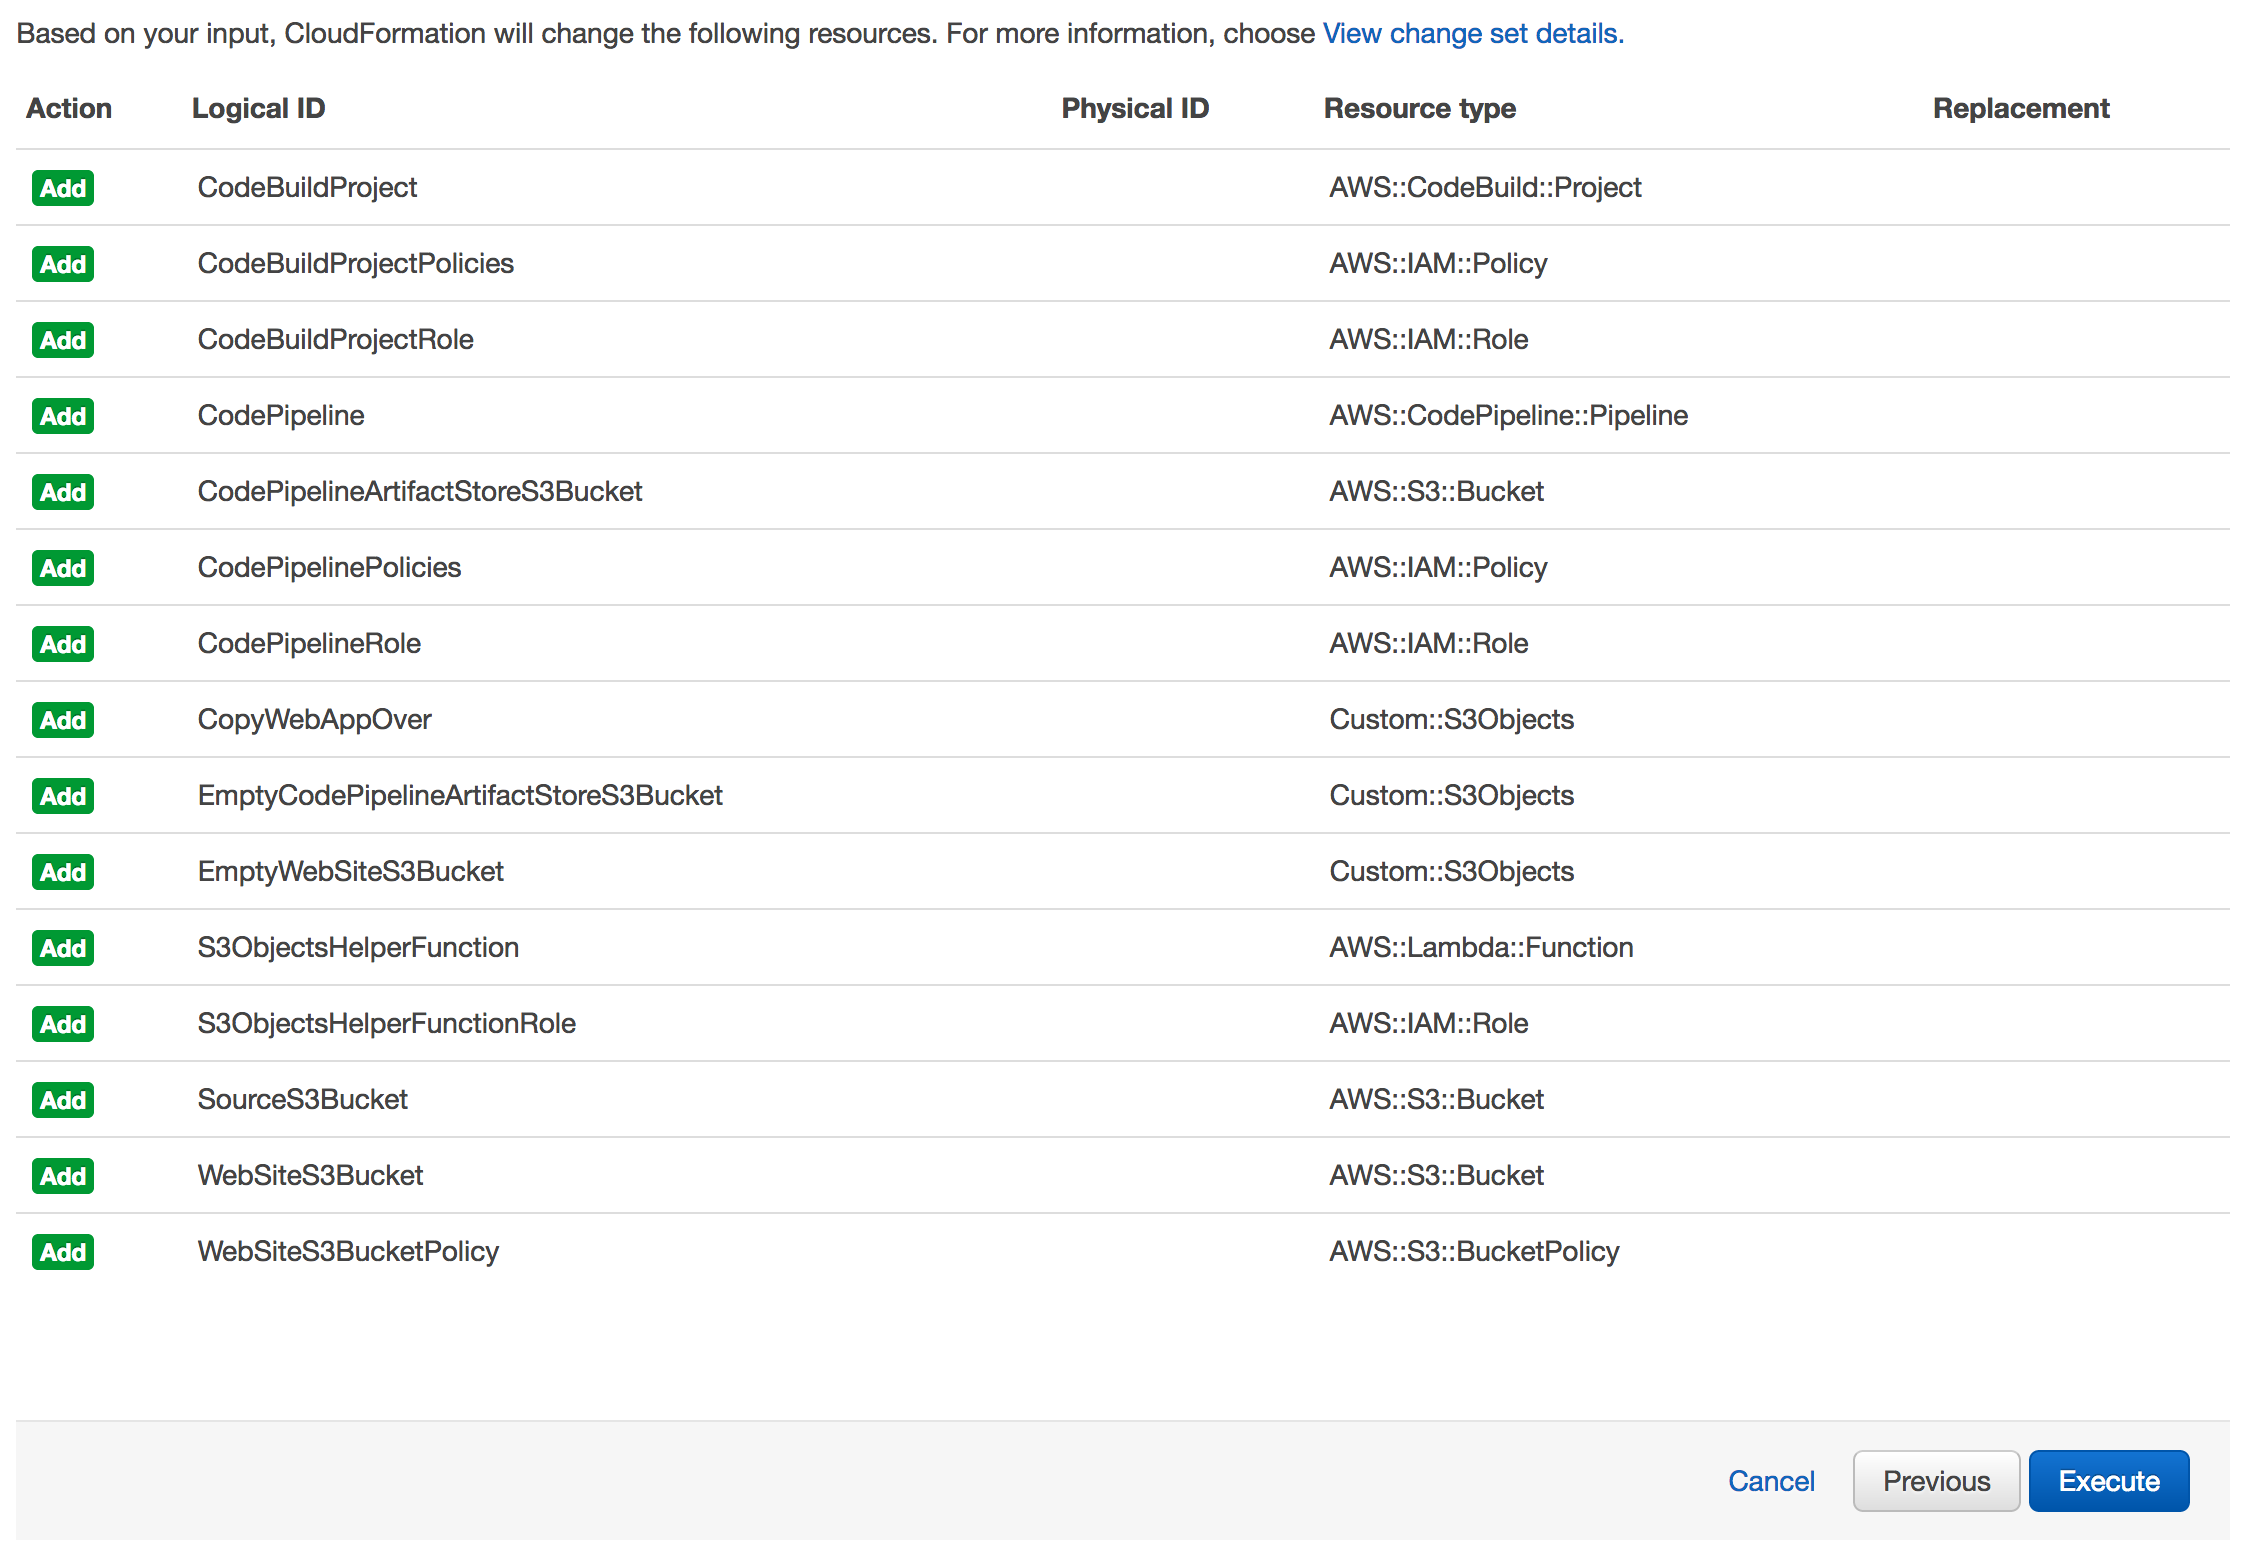 Based on your input, CloudFormation will change the following resources. For more information, choose View change set details.
Action Logical ID Physical ID Resource type Replacement
Add CodeBuildProject AWS::CodeBuild::Project
Add CodeBuildProjectPolicies AWS::IAM::Policy
Add CodeBuildProjectRole AWS::IAM::Role
Add CodePipeline AWS::CodePipeline::Pipeline
Add CodePipelineArtifactStoreS3Bucket AWS::S3::Bucket
Add CodePipelinePolicies AWS::IAM::Policy
Add CodePipelineRole AWS::IAM::Role
Add CopyWebAppOver Custom::S3Objects
Add EmptyCodePipelineArtifactStoreS3Bucket Custom::S3Objects
Add EmptyWebSiteS3Bucket Custom::S3Objects
Add S3ObjectsHelperFunction AWS::Lambda::Function
Add S3ObjectsHelperFunctionRole AWS::IAM::Role
Add SourceS3Bucket AWS::S3::Bucket
Add WebSiteS3Bucket AWS::S3::Bucket
Add WebSiteS3BucketPolicy AWS::S3::BucketPolicy
Cancel Previous Execute